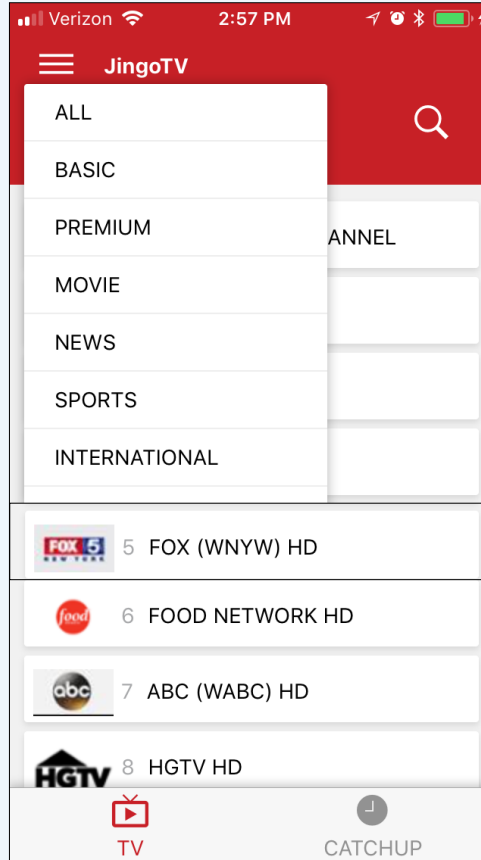 Verizon 2:57 PM
JingoTV
ALL
BASIC
PREMIUM
ANNEL
MOVIE
NEWS
SPORTS
INTERNATIONAL
FOX 5 NEW YORK 5 FOX (WNYW) HD
food 6 FOOD NETWORK HD
abc 7 ABC (WABC) HD
HGTV 8 HGTV HD
TV CATCHUP